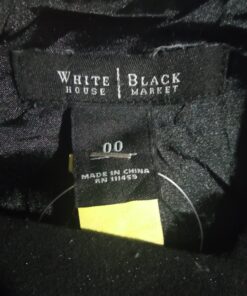 WHITE | BLACK
HOUSE | MARKET
00
MADE IN CHINA
RN 111459